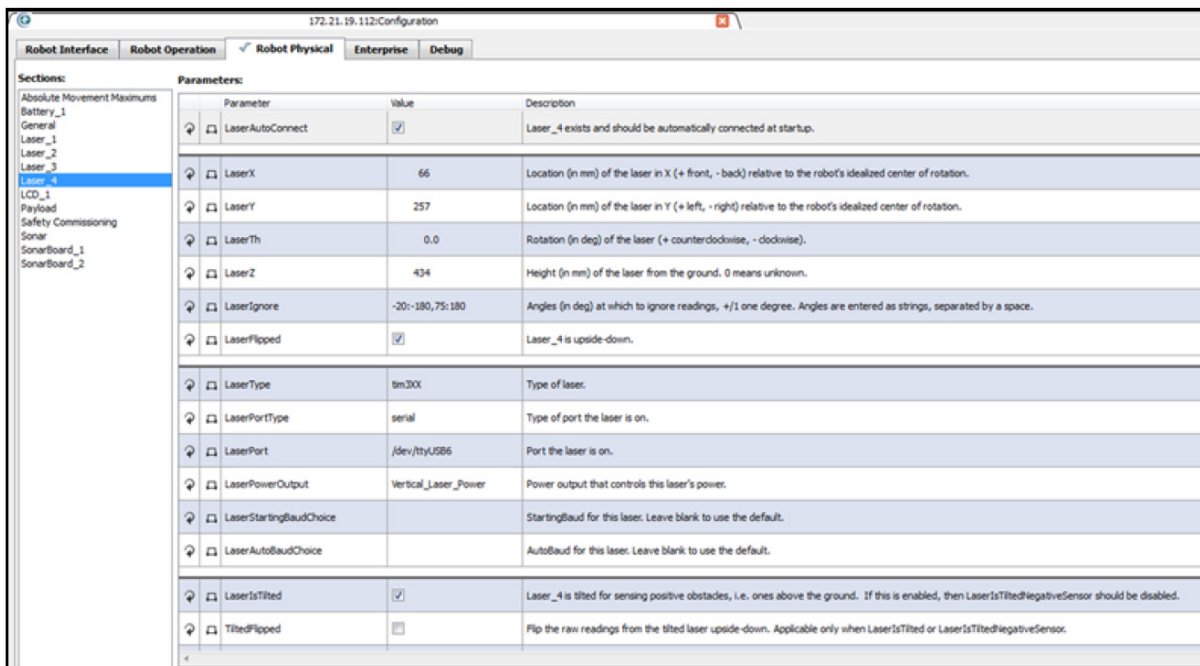 172.21.19.112:Configuration
Robot Interface Robot Operation Robot Physical Enterprise Debug
Sections:
Absolute Movement Maximums
Battery_1
General
Laser_1
Laser_2
Laser_3
Laser_4
LCD_1
Payload
Safety Commissioning
Sonar
SonarBoard_1
SonarBoard_2
Parameters:
Parameter Value Description
LaserAutoConnect Laser_4 exists and should be automatically connected at startup.
LaserX 66 Location (in mm) of the laser in X (+ front, - back) relative to the robot's idealized center of rotation.
LaserY 257 Location (in mm) of the laser in Y (+ left, - right) relative to the robot's idealized center of rotation.
LaserTh 0.0 Rotation (in deg) of the laser (+ counterclockwise, - clockwise).
LaserZ 434 Height (in mm) of the laser from the ground. 0 means unknown.
LaserIgnore -20:-180,75:180 Angles (in deg) at which to ignore readings, +/1 one degree. Angles are entered as strings, separated by a space.
LaserFlipped Laser_4 is upside-down.
LaserType tim3XX Type of laser.
LaserPortType serial Type of port the laser is on.
LaserPort /dev/ttyUSB6 Port the laser is on.
LaserPowerOutput Vertical_Laser_Power Power output that controls this laser's power.
LaserStartingBaudChoice StartingBaud for this laser. Leave blank to use the default.
LaserAutoBaudChoice AutoBaud for this laser. Leave blank to use the default.
LaserIsTilted Laser_4 is tilted for sensing positive obstacles, i.e. ones above the ground. If this is enabled, then LaserIsTiltedNegativeSensor should be disabled.
TiltedFlipped Flip the raw readings from the tilted laser upside-down. Applicable only when LaserIsTilted or LaserIsTiltedNegativeSensor.